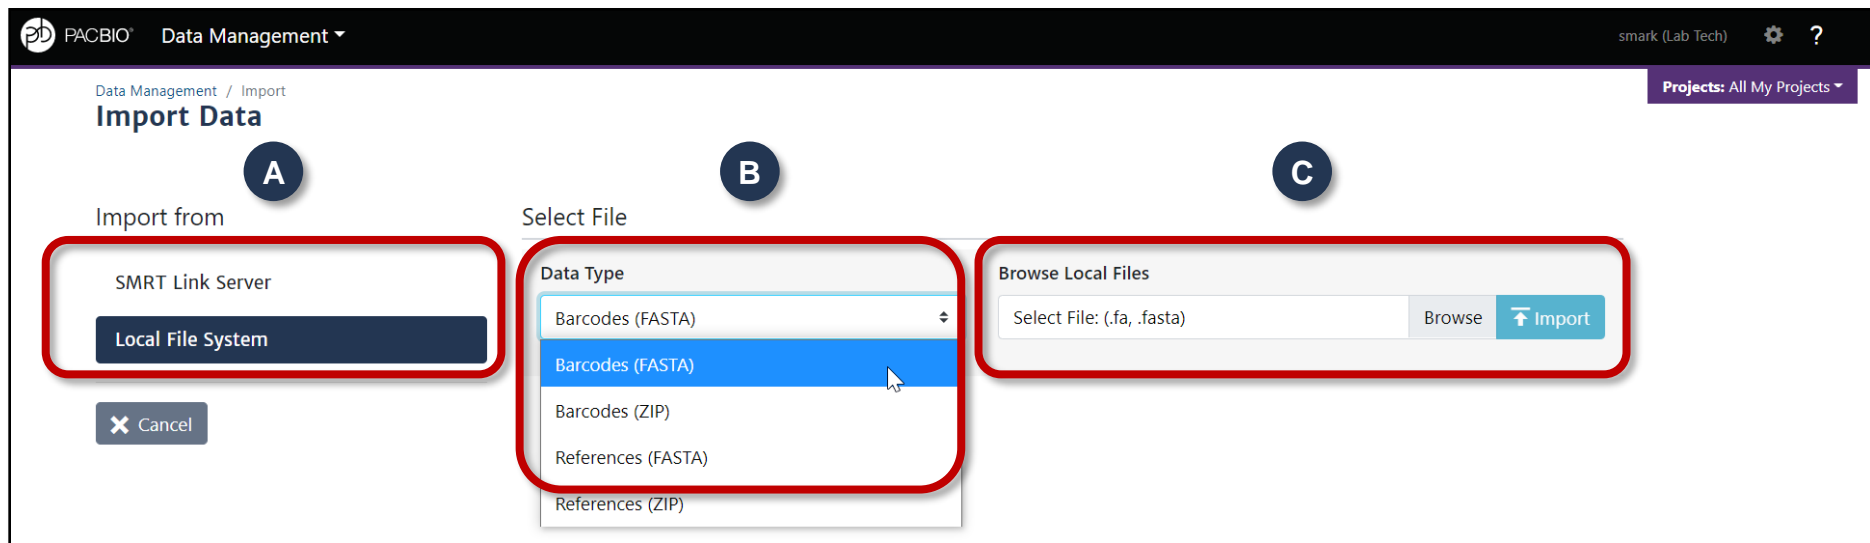 PACBIO® Data Management smark (Lab Tech) ?
Data Management / Import Projects: All My Projects
Import Data
A B C
Import from Select File
Data Type Browse Local Files
SMRT Link Server
Barcodes (FASTA) Select File: (.fa, .fasta) Browse Import
Local File System
Barcodes (FASTA)
Barcodes (ZIP)
Cancel
References (FASTA)
References (ZIP)